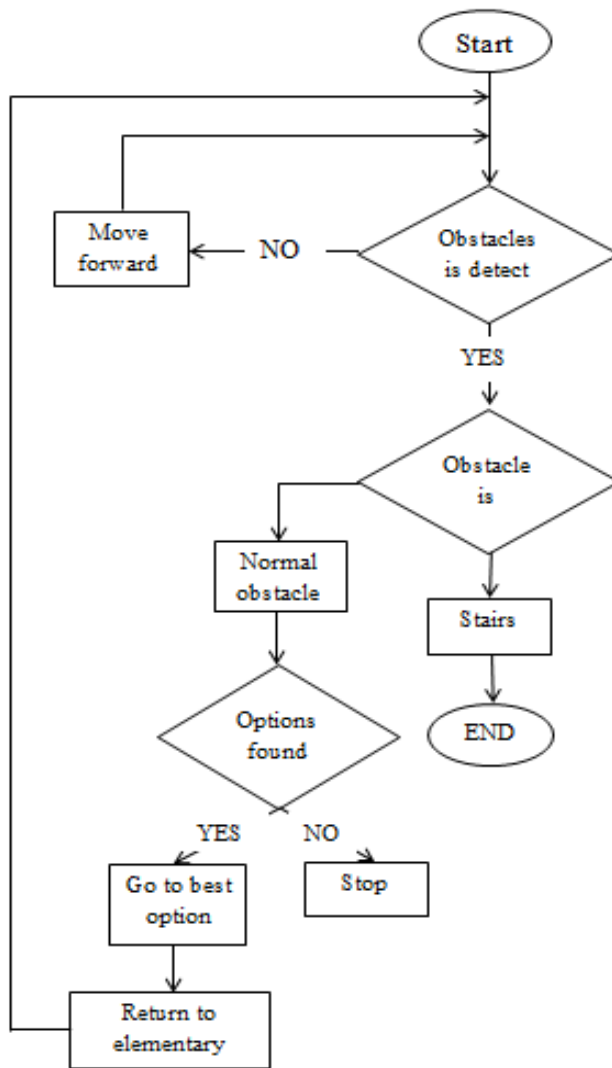 Start
Obstacles
is detect
NO
Move
forward
YES
Obstacle
is
Normal
obstacle
Stairs
END
Options
found
YES
NO
Go to best
option
Stop
Return to
elementary